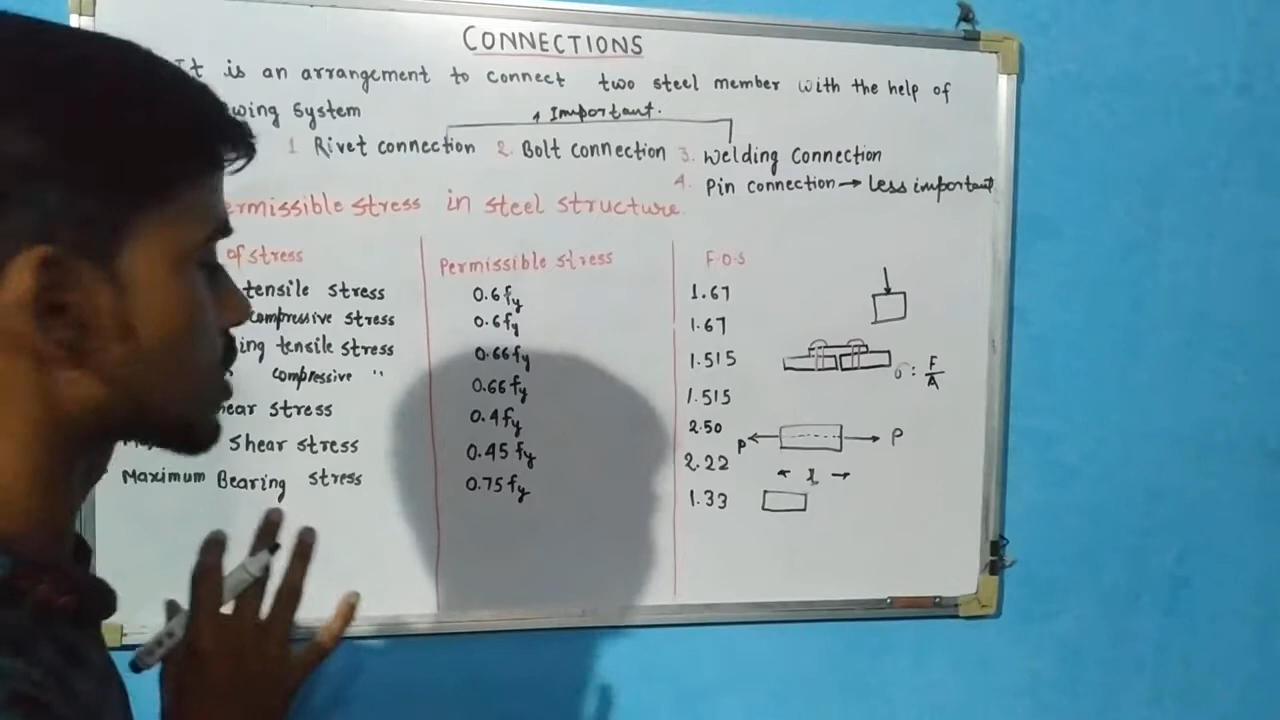 CONNECTIONS
It is an arrangement to connect two steel member with the help of
wing system
↑ Important.
1 Rivet connection 2. Bolt connection 3. Welding Connection
4. Pin connection → Less important
ermissible stress in steel structure.
of stress Permissible stress F.O.S
tensile stress 0.6fy 1.67
compressive stress 0.6fy 1.67
ing tensile stress 0.66fy 1.515
compressive " 0.66fy 1.515
ear stress 0.4fy 2.50
Shear stress 0.45fy 2.22
Maximum Bearing stress 0.75fy 1.33
σ: F/A
P P